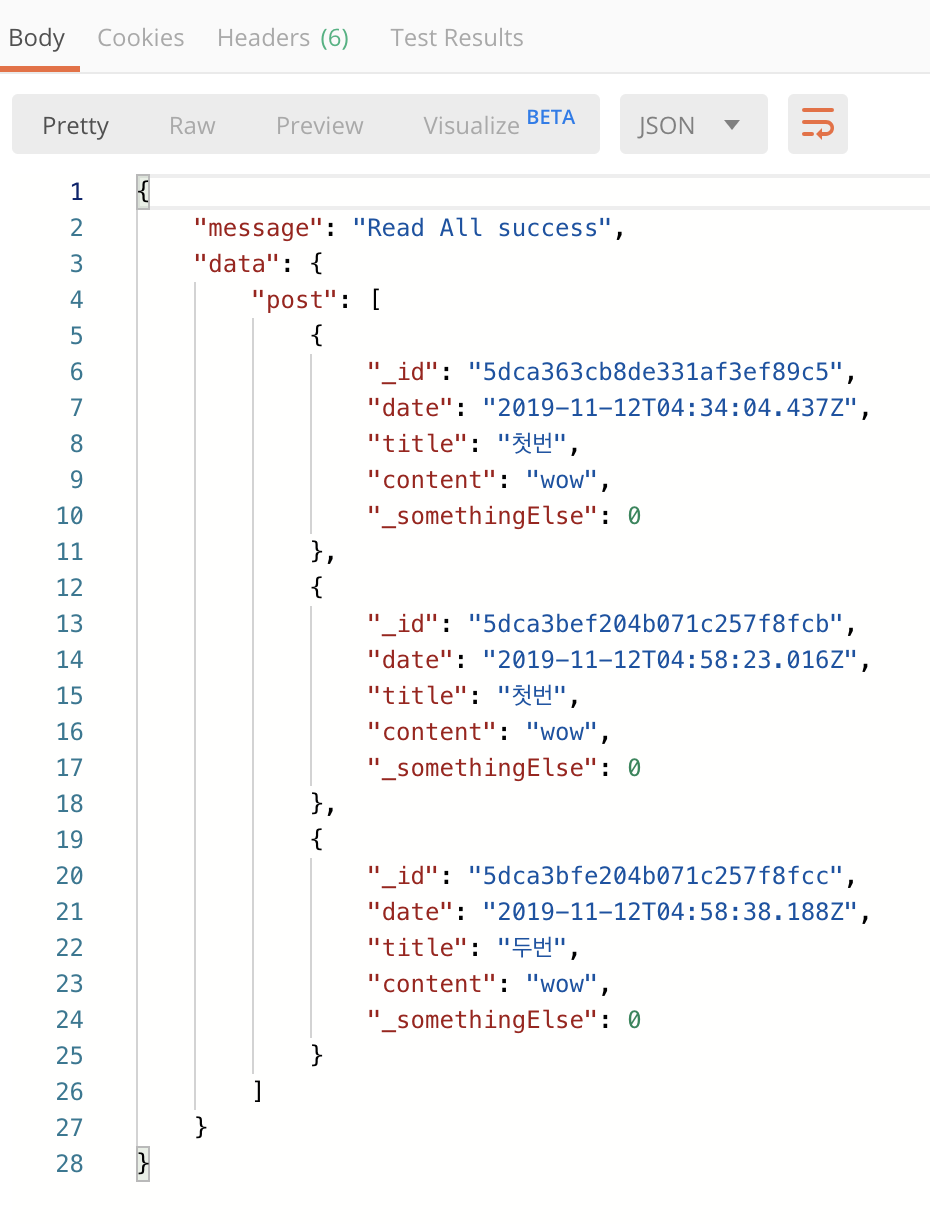 Body Cookies Headers (6) Test Results
Pretty Raw Preview Visualize BETA JSON
1 {
2 "message": "Read All success",
3 "data": {
4 "post": [
5 {
6 "_id": "5dca363cb8de331af3ef89c5",
7 "date": "2019-11-12T04:34:04.437Z",
8 "title": "첫번",
9 "content": "wow",
10 "_somethingElse": 0
11 },
12 {
13 "_id": "5dca3bef204b071c257f8fcb",
14 "date": "2019-11-12T04:58:23.016Z",
15 "title": "첫번",
16 "content": "wow",
17 "_somethingElse": 0
18 },
19 {
20 "_id": "5dca3bfe204b071c257f8fcc",
21 "date": "2019-11-12T04:58:38.188Z",
22 "title": "두번",
23 "content": "wow",
24 "_somethingElse": 0
25 }
26 ]
27 }
28 }